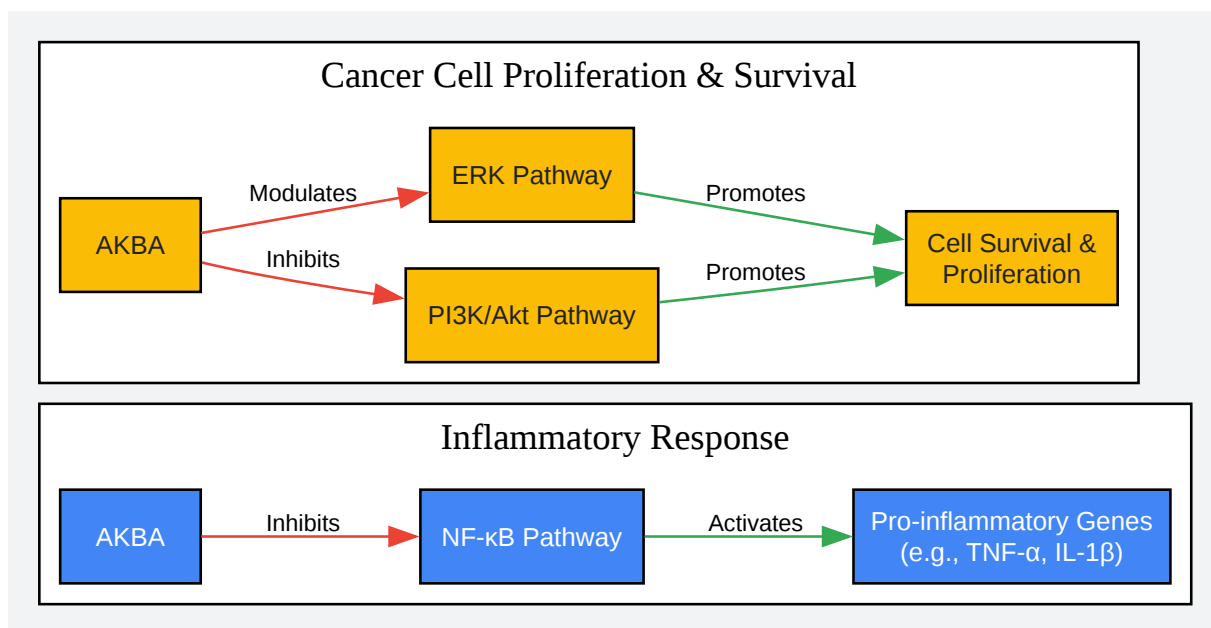 Cancer Cell Proliferation & Survival
AKBA
Modulates
Inhibits
ERK Pathway
PI3K/Akt Pathway
Promotes
Promotes
Cell Survival &
Proliferation
Inflammatory Response
AKBA
Inhibits
NF-κB Pathway
Activates
Pro-inflammatory Genes
(e.g., TNF-α, IL-1β)